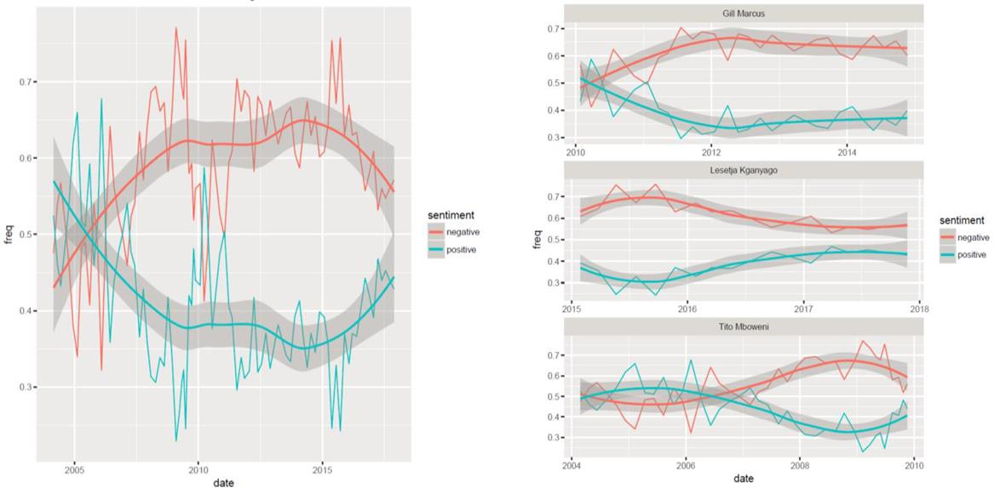 freq
0.7
0.6
0.5
0.4
0.3
2005
2010
2015
date
sentiment
negative
positive
Gill Marcus
0.7
0.6
0.5
0.4
0.3
2010
2012
2014
Lesetja Kganyago
freq
0.7
0.6
0.5
0.4
0.3
2015
2016
2017
2018
Tito Mboweni
0.7
0.6
0.5
0.4
0.3
2004
2006
2008
2010
date
sentiment
negative
positive